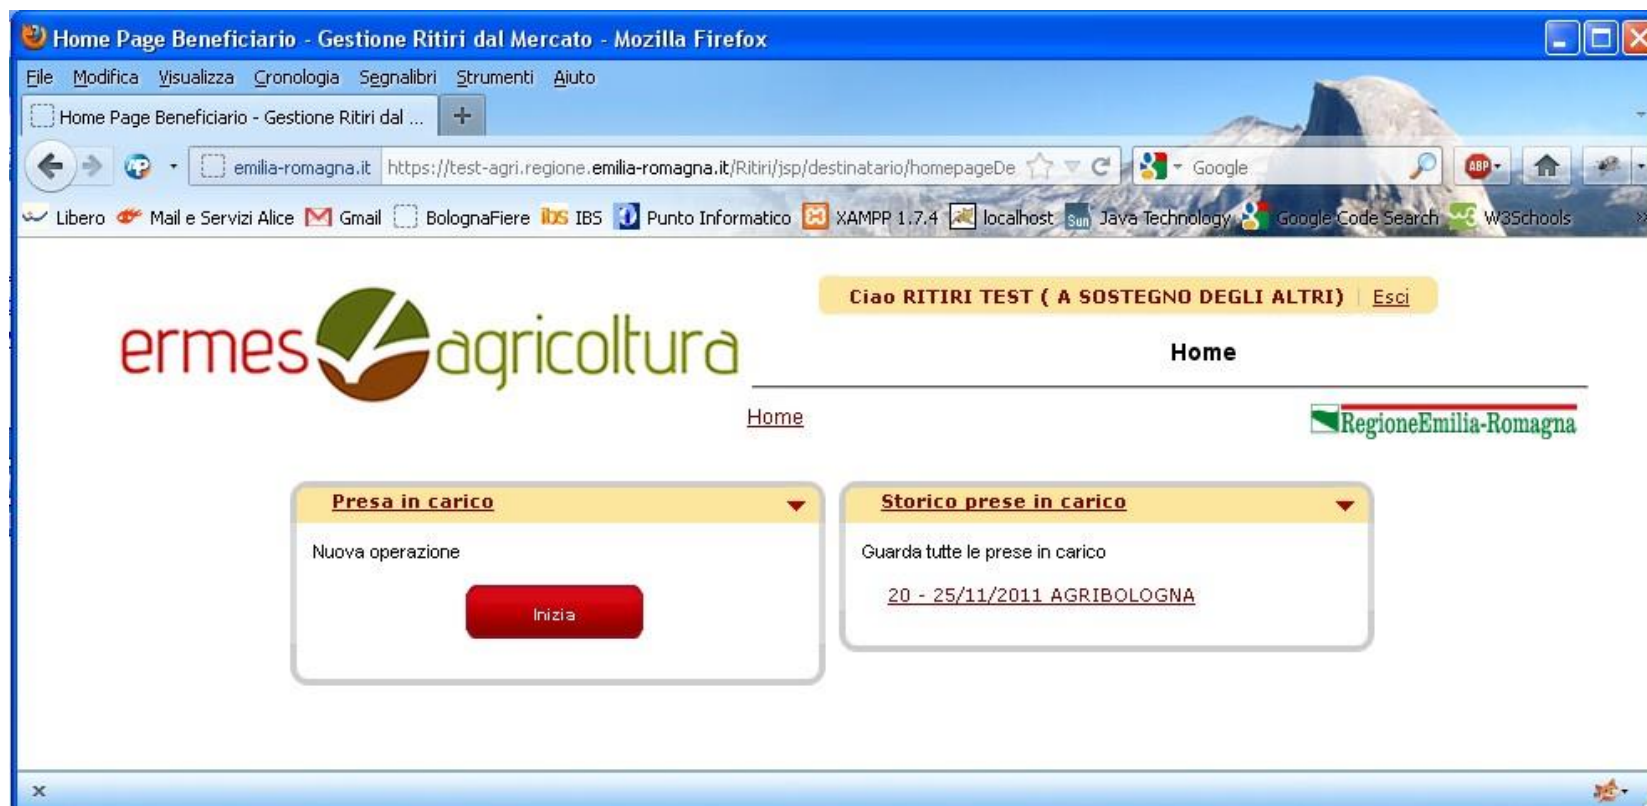 Home Page Beneficiario - Gestione Ritiri dal Mercato - Mozilla Firefox
File Modifica Visualizza Cronologia Segnalibri Strumenti Aiuto
Home Page Beneficiario - Gestione Ritiri dal ... +
emilia-romagna.it https://test-agri.regione.emilia-romagna.it/Ritiri/jsp/destinatario/homepageDe Google ABP
Libero Mail e Servizi Alice Gmail BolognaFiere ibs IBS Punto Informatico XAMPP 1.7.4 localhost Sun Java Technology Google Code Search W3Schools »
Ciao RITIRI TEST ( A SOSTEGNO DEGLI ALTRI) | Esci
ermes agricoltura
Home
Home
RegioneEmilia-Romagna
Presa in carico
Nuova operazione
Inizia
Storico prese in carico
Guarda tutte le prese in carico
20 - 25/11/2011 AGRIBOLOGNA
x